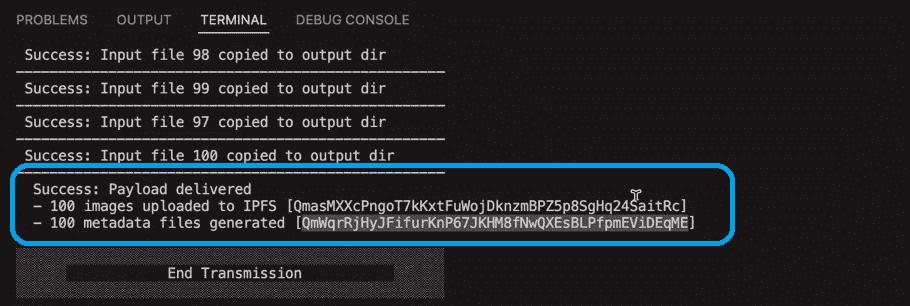 PROBLEMS OUTPUT TERMINAL DEBUG CONSOLE
Success: Input file 98 copied to output dir
Success: Input file 99 copied to output dir
Success: Input file 97 copied to output dir
Success: Input file 100 copied to output dir
Success: Payload delivered
- 100 images uploaded to IPFS [QmasMXXcPngoT7kKxtFuWojDknzmBPZ5p8SgHq24SaitRc]
- 100 metadata files generated [QmWqrRjHyJFifurKnP67JKHM8fNwQXEsBLPfpmEViDEqME]
End Transmission